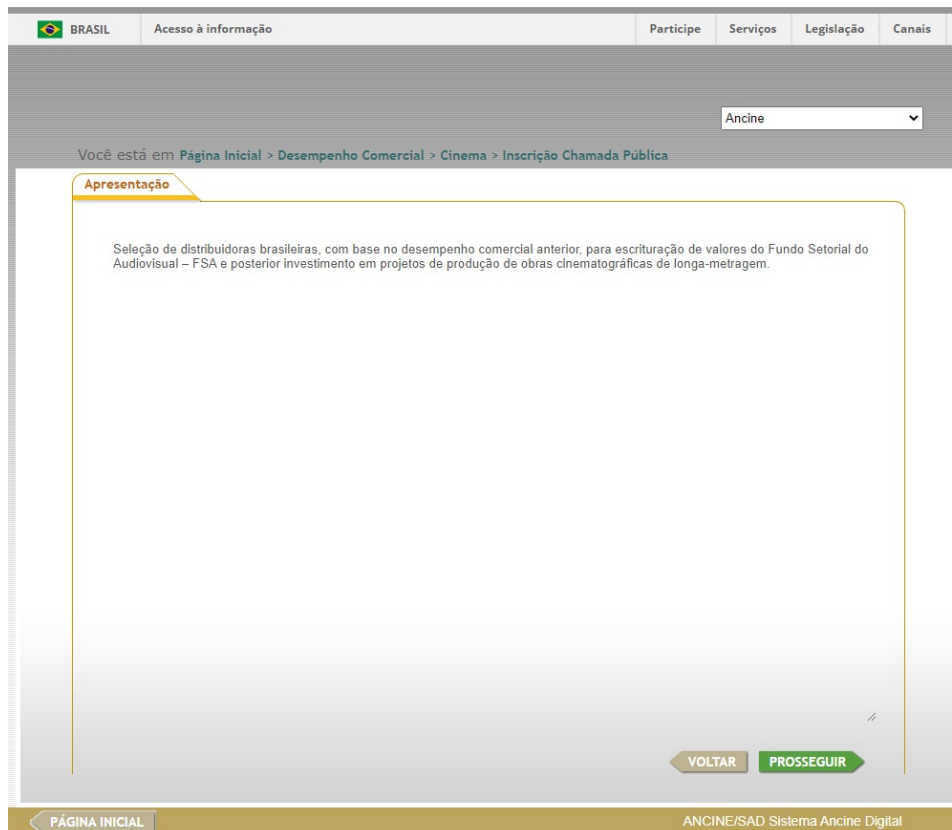 BRASIL Acesso à informação Participe Serviços Legislação Canais
Ancine
Você está em Página Inicial > Desempenho Comercial > Cinema > Inscrição Chamada Pública
Apresentação
Seleção de distribuidoras brasileiras, com base no desempenho comercial anterior, para escrituração de valores do Fundo Setorial do
Audiovisual – FSA e posterior investimento em projetos de produção de obras cinematográficas de longa-metragem.
VOLTAR PROSSEGUIR
PÁGINA INICIAL ANCINE/SAD Sistema Ancine Digital